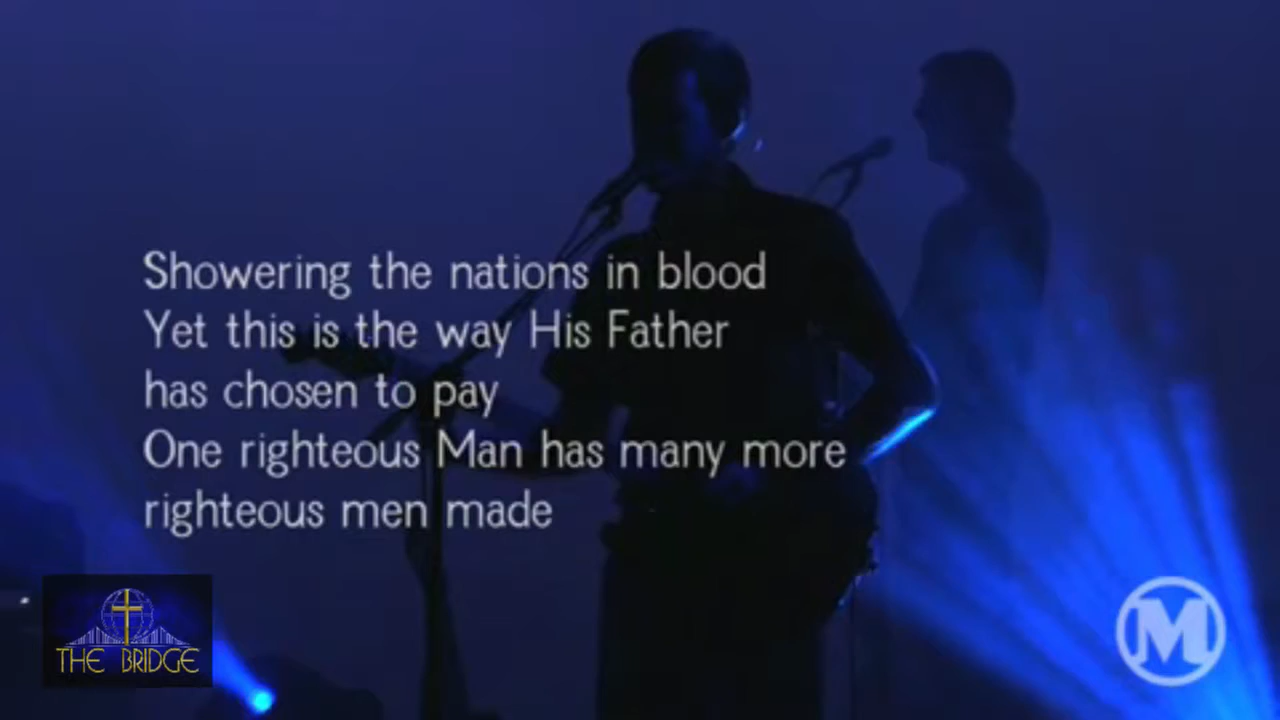 Showering the nations in blood
Yet this is the way His Father
has chosen to pay
One righteous Man has many more
righteous men made
THE BRIDGE
M